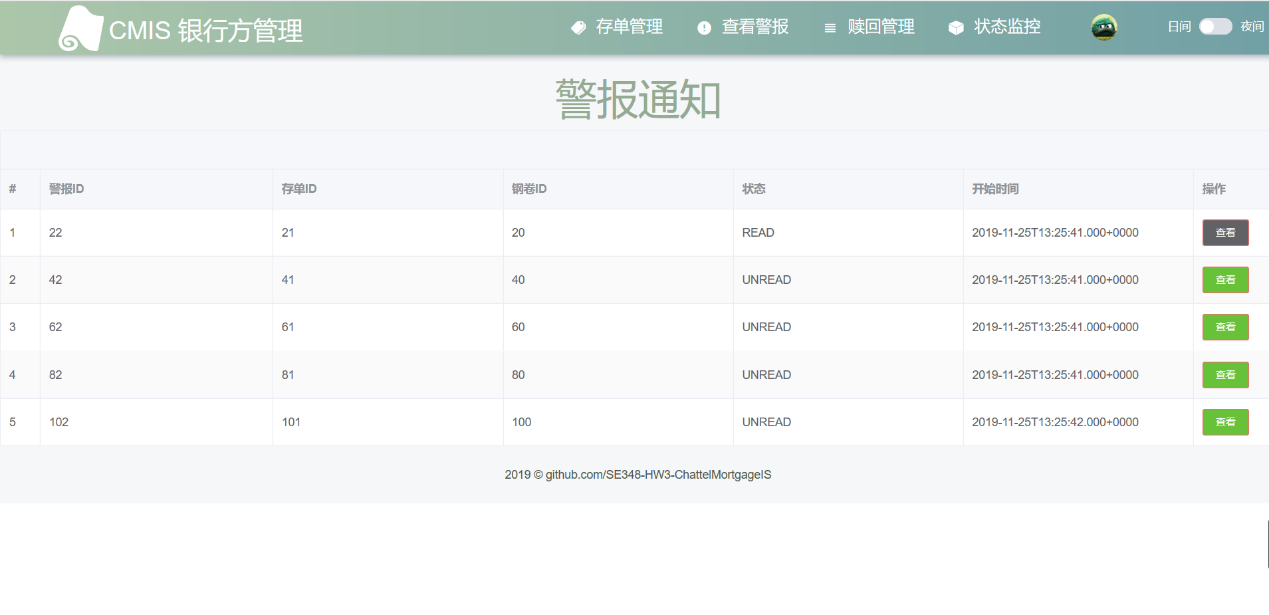 CMIS 银行方管理 存单管理 查看警报 赎回管理 状态监控 日间 夜间
警报通知
# 警报ID 存单ID 钢卷ID 状态 开始时间 操作
1 22 21 20 READ 2019-11-25T13:25:41.000+0000 查看
2 42 41 40 UNREAD 2019-11-25T13:25:41.000+0000 查看
3 62 61 60 UNREAD 2019-11-25T13:25:41.000+0000 查看
4 82 81 80 UNREAD 2019-11-25T13:25:41.000+0000 查看
5 102 101 100 UNREAD 2019-11-25T13:25:42.000+0000 查看
2019 © github.com/SE348-HW3-ChattelMortgageIS